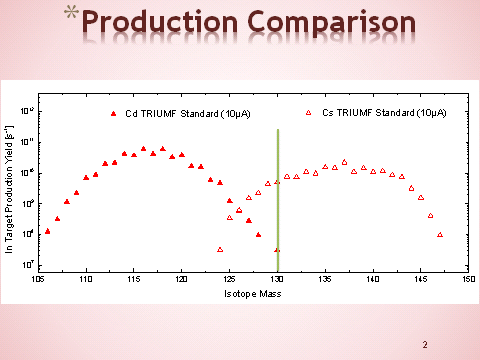 *Production Comparison
Cd TRIUMF Standard (10µA)
Cs TRIUMF Standard (10µA)
In Target Production Yield [s⁻¹]
10¹²
10¹¹
10¹⁰
10⁹
10⁸
10⁷
105 110 115 120 125 130 135 140 145 150
Isotope Mass
2